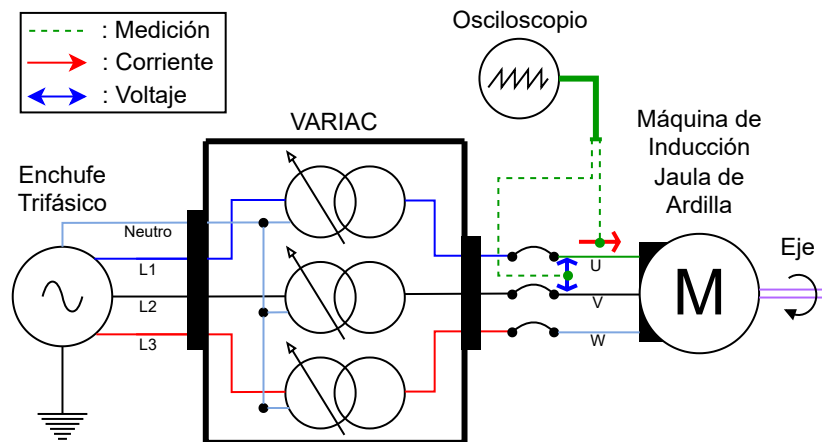 : Medición
: Corriente
: Voltaje
Osciloscopio
VARIAC
Máquina de
Inducción
Jaula de
Ardilla
Enchufe
Trifásico
Neutro
L1
L2
L3
U
V
W
M
Eje